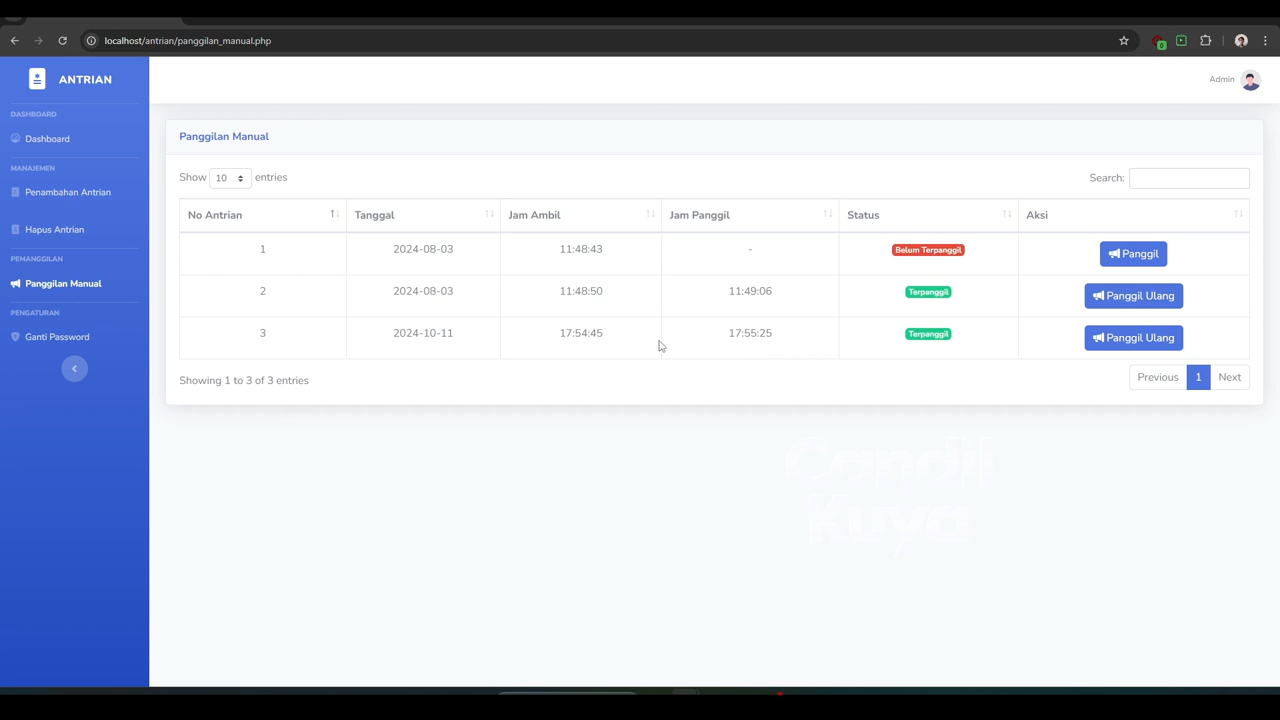 localhost/antrian/panggilan_manual.php
0
ANTRIAN
Admin
DASHBOARD
Dashboard
MANAJEMEN
Penambahan Antrian
Hapus Antrian
PEMANGGILAN
Panggilan Manual
PENGATURAN
Ganti Password
Panggilan Manual
Show 10 entries
Search:
No Antrian Tanggal Jam Ambil Jam Panggil Status Aksi
1 2024-08-03 11:48:43 - Belum Terpanggil Panggil
2 2024-08-03 11:48:50 11:49:06 Terpanggil Panggil Ulang
3 2024-10-11 17:54:45 17:55:25 Terpanggil Panggil Ulang
Showing 1 to 3 of 3 entries
Previous 1 Next
Candil
Kuya